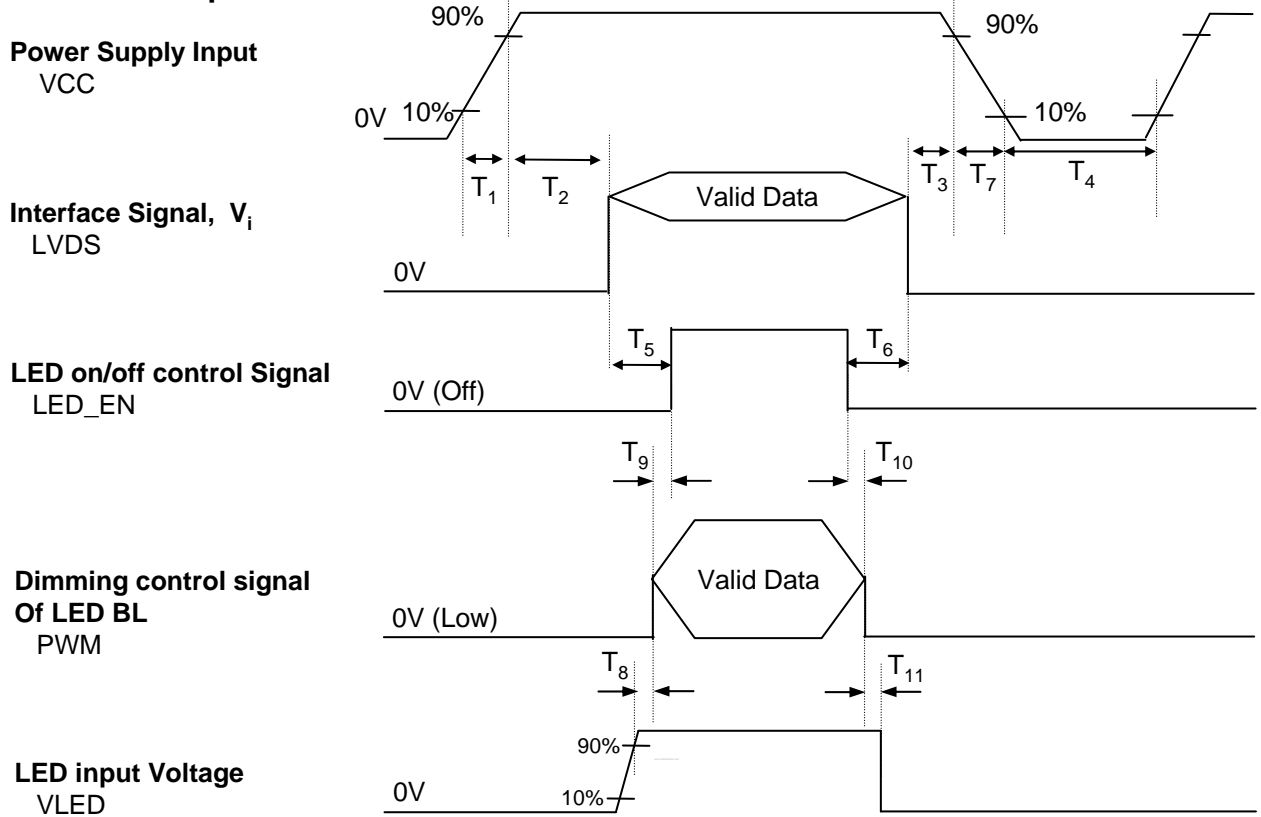 90%
90%
Power Supply Input
VCC
0V 10%
10%
T1
T2
T3
T7
T4
Valid Data
Interface Signal, Vi
LVDS
0V
T5
T6
LED on/off control Signal
LED_EN
0V (Off)
T9
T10
Valid Data
Dimming control signal
Of LED BL
PWM
0V (Low)
T8
T11
90%
LED input Voltage
VLED
0V
10%